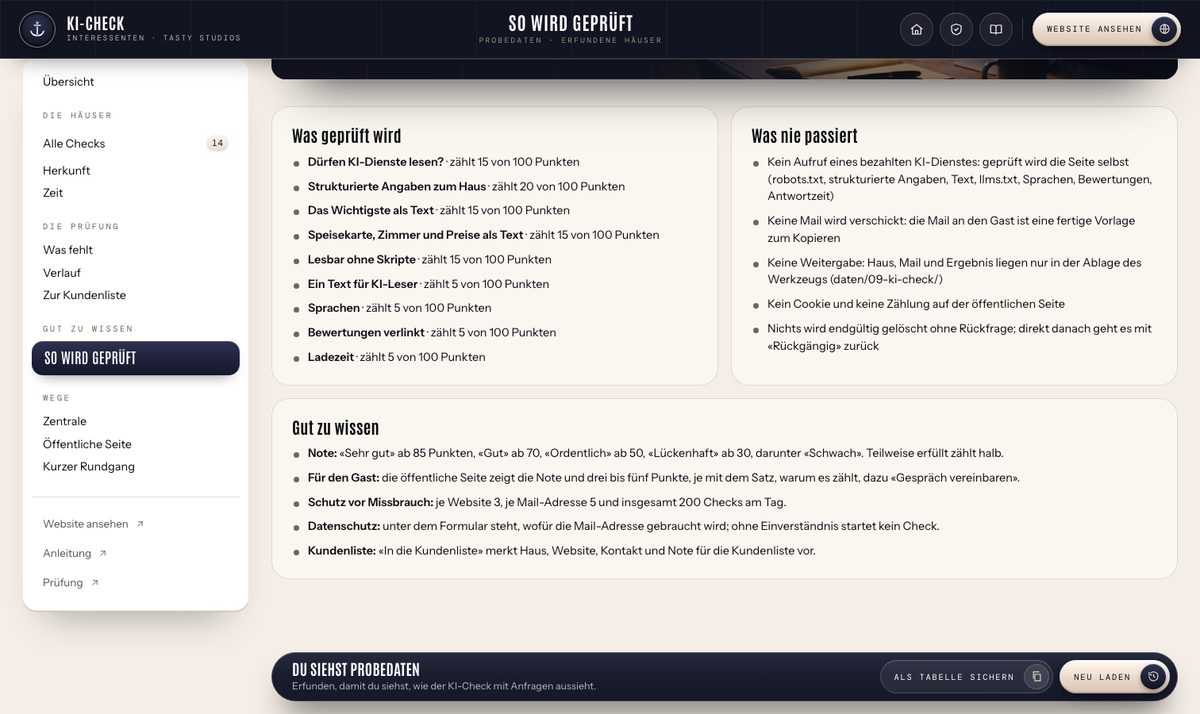 KI-CHECK
INTERESSENTEN · TASTY STUDIOS
SO WIRD GEPRÜFT
PROBEDATEN · ERFUNDENE HÄUSER
WEBSITE ANSEHEN
Übersicht
DIE HÄUSER
Alle Checks 14
Herkunft
Zeit
DIE PRÜFUNG
Was fehlt
Verlauf
Zur Kundenliste
GUT ZU WISSEN
SO WIRD GEPRÜFT
WEGE
Zentrale
Öffentliche Seite
Kurzer Rundgang
Website ansehen
Anleitung
Prüfung
Was geprüft wird
Dürfen KI-Dienste lesen? · zählt 15 von 100 Punkten
Strukturierte Angaben zum Haus · zählt 20 von 100 Punkten
Das Wichtigste als Text · zählt 15 von 100 Punkten
Speisekarte, Zimmer und Preise als Text · zählt 15 von 100 Punkten
Lesbar ohne Skripte · zählt 15 von 100 Punkten
Ein Text für KI-Leser · zählt 5 von 100 Punkten
Sprachen · zählt 5 von 100 Punkten
Bewertungen verlinkt · zählt 5 von 100 Punkten
Ladezeit · zählt 5 von 100 Punkten
Was nie passiert
Kein Aufruf eines bezahlten KI-Dienstes: geprüft wird die Seite selbst
(robots.txt, strukturierte Angaben, Text, llms.txt, Sprachen, Bewertungen,
Antwortzeit)
Keine Mail wird verschickt: die Mail an den Gast ist eine fertige Vorlage
zum Kopieren
Keine Weitergabe: Haus, Mail und Ergebnis liegen nur in der Ablage des
Werkzeugs (daten/09-ki-check/)
Kein Cookie und keine Zählung auf der öffentlichen Seite
Nichts wird endgültig gelöscht ohne Rückfrage; direkt danach geht es mit
«Rückgängig» zurück
Gut zu wissen
Note: «Sehr gut» ab 85 Punkten, «Gut» ab 70, «Ordentlich» ab 50, «Lückenhaft» ab 30, darunter «Schwach». Teilweise erfüllt zählt halb.
Für den Gast: die öffentliche Seite zeigt die Note und drei bis fünf Punkte, je mit dem Satz, warum es zählt, dazu «Gespräch vereinbaren».
Schutz vor Missbrauch: je Website 3, je Mail-Adresse 5 und insgesamt 200 Checks am Tag.
Datenschutz: unter dem Formular steht, wofür die Mail-Adresse gebraucht wird; ohne Einverständnis startet kein Check.
Kundenliste: «In die Kundenliste» merkt Haus, Website, Kontakt und Note für die Kundenliste vor.
DU SIEHST PROBEDATEN
Erfunden, damit du siehst, wie der KI-Check mit Anfragen aussieht.
ALS TABELLE SICHERN
NEU LADEN